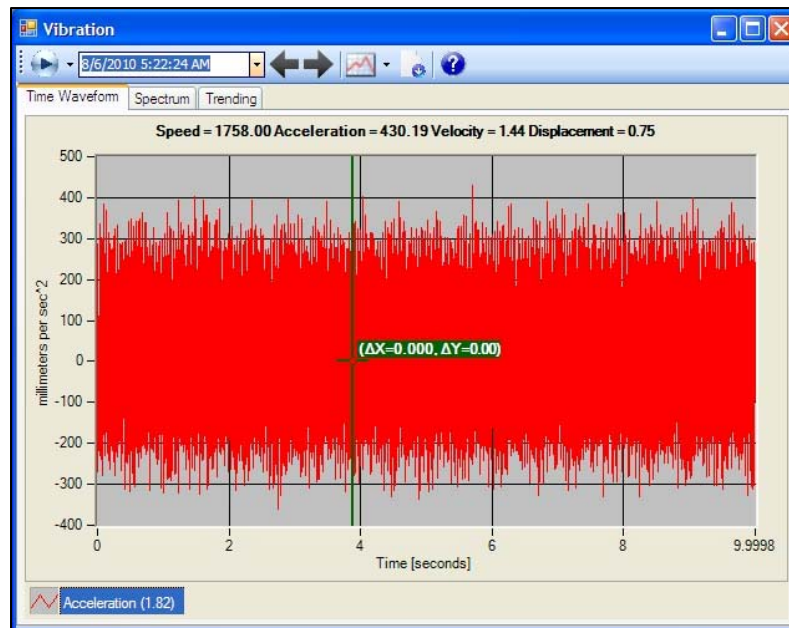 Vibration
8/6/2010 5:22:24 AM
Time Waveform Spectrum Trending
Speed = 1758.00 Acceleration = 430.19 Velocity = 1.44 Displacement = 0.75
500
400
300
200
100
0
-100
-200
-300
-400
millimeters per sec^2
(ΔX=0.000, ΔY=0.00)
0 2 4 6 8 9.9998
Time [seconds]
Acceleration (1.82)